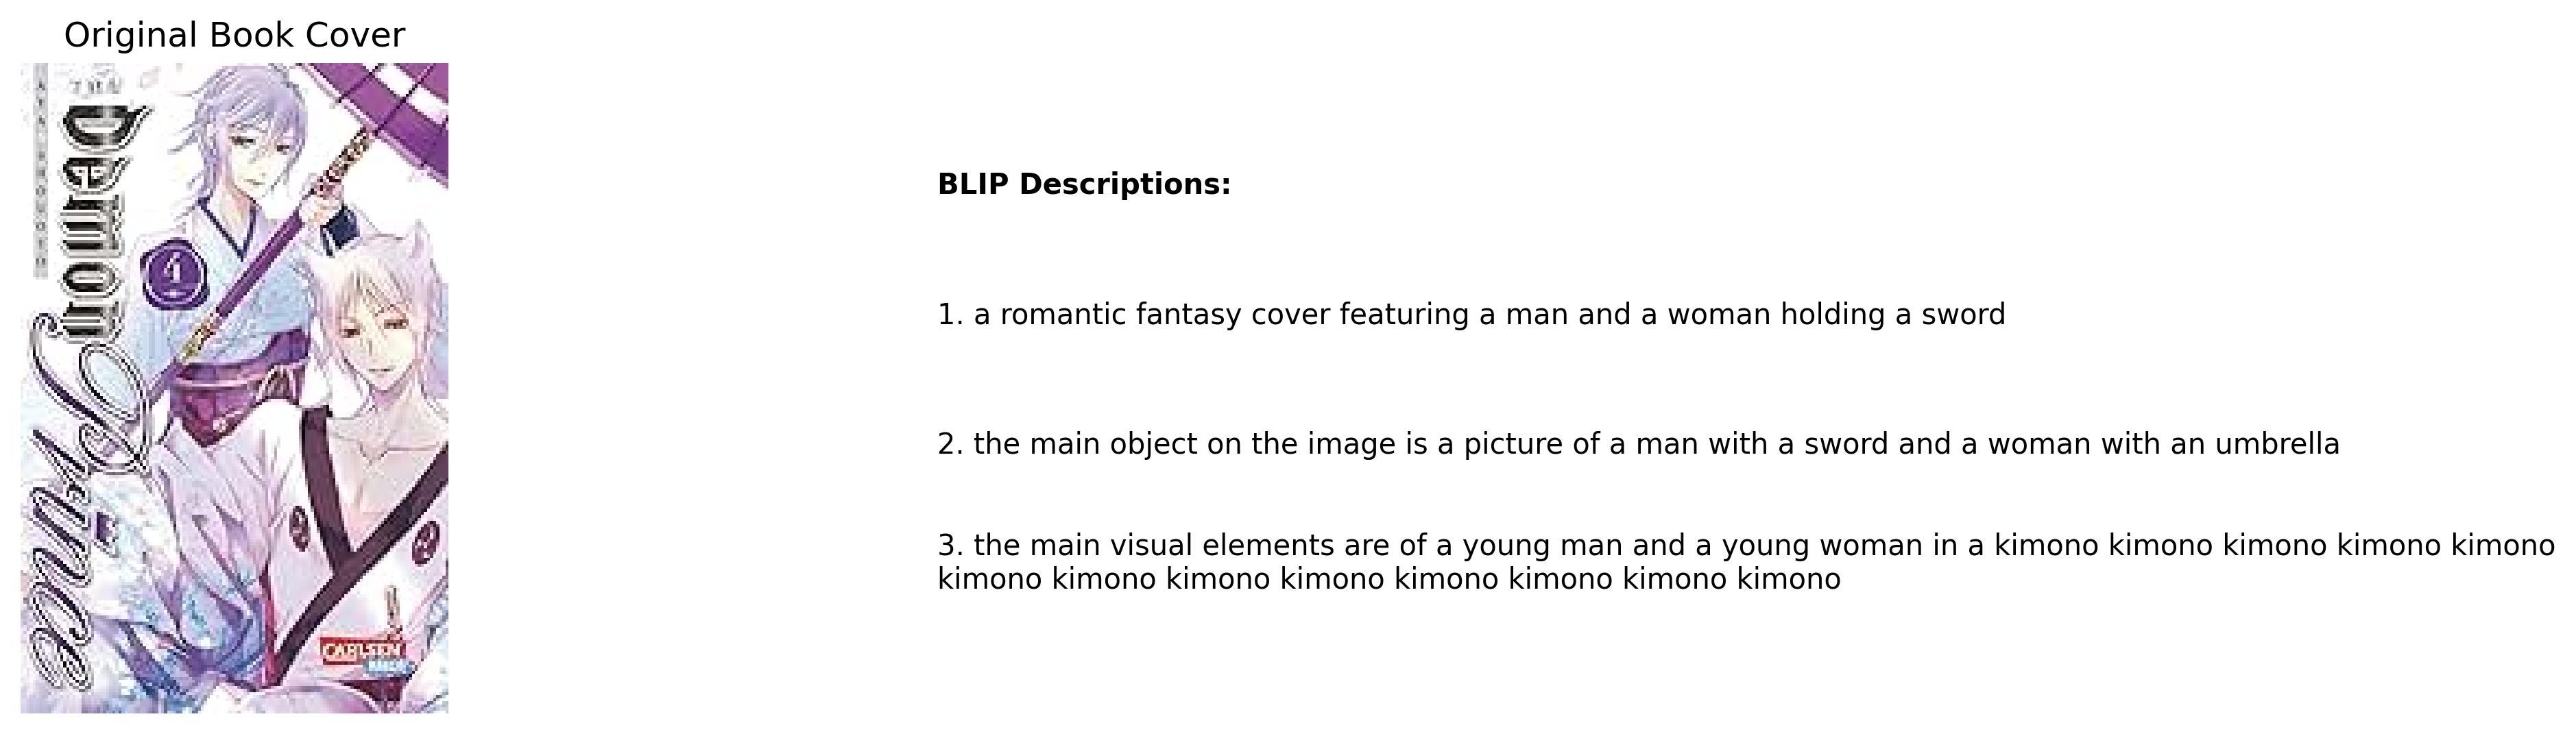 Original Book Cover
AYA SHOUOTO
THE
Demon
Prince
4
CARLSEN
BLIP Descriptions:
1. a romantic fantasy cover featuring a man and a woman holding a sword
2. the main object on the image is a picture of a man with a sword and a woman with an umbrella
3. the main visual elements are of a young man and a young woman in a kimono kimono kimono kimono kimono
kimono kimono kimono kimono kimono kimono kimono kimono